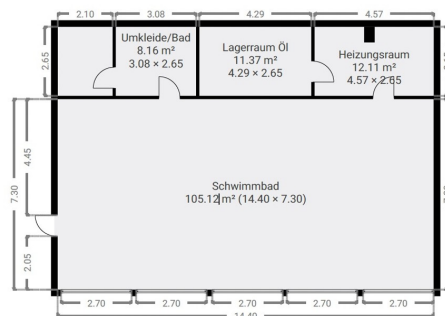 2.10 3.08 4.29 4.57
Umkleide/Bad
8.16 m²
3.08 × 2.65
Lagerraum Öl
11.37 m²
4.29 × 2.65
Heizungsraum
12.11 m²
4.57 × 2.65
2.65
7.30
4.45
2.05
Schwimmbad
105.12 m² (14.40 × 7.30)
2.70 2.70 2.70 2.70 2.70
14.40